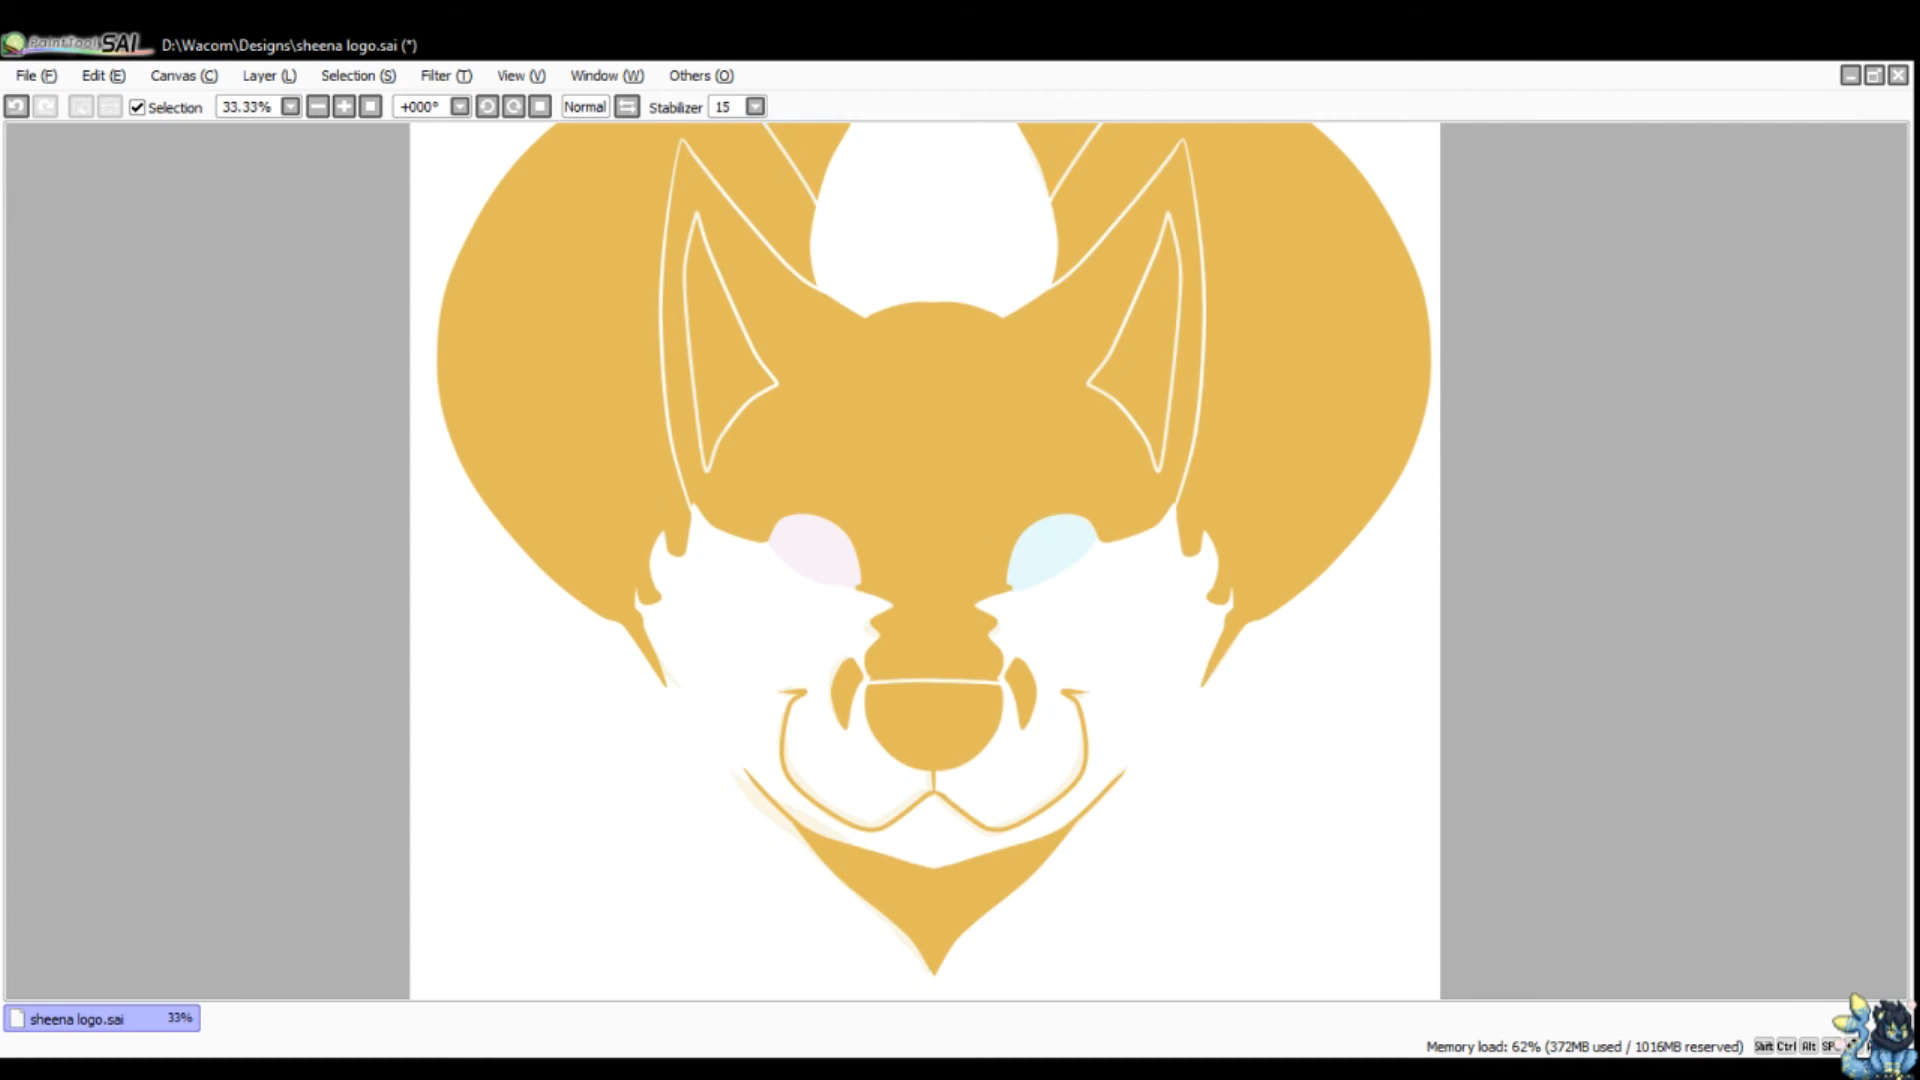 PaintTool SAI D:\Wacom\Designs\sheena logo.sai (*)
File (F) Edit (E) Canvas (C) Layer (L) Selection (S) Filter (T) View (V) Window (W) Others (O)
Selection 33.33% +000° Normal Stabilizer 15
sheena logo.sai 33%
Memory load: 62% (372MB used / 1016MB reserved) Shift Ctrl Alt